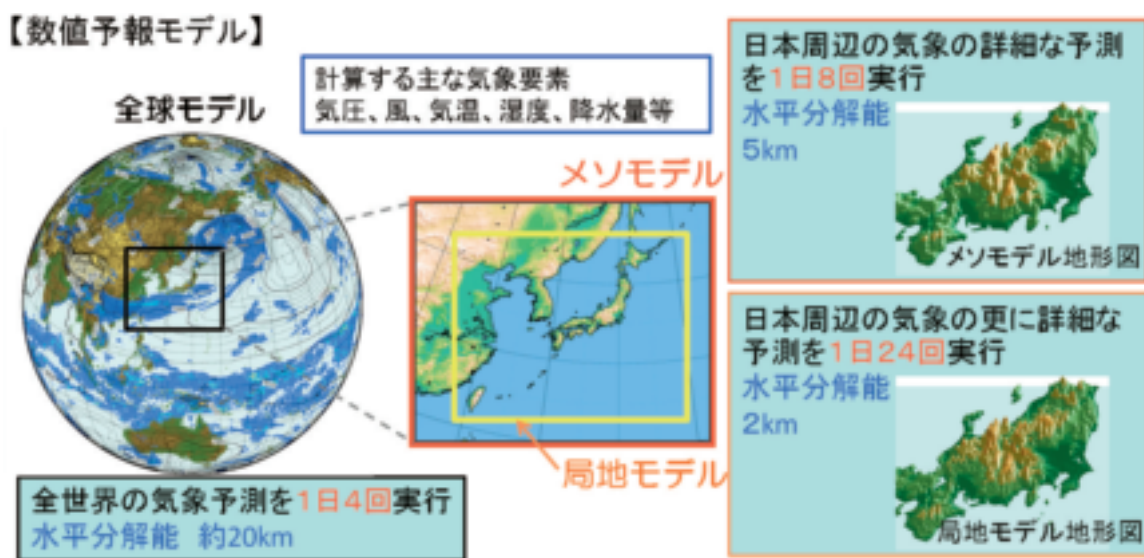 【数値予報モデル】
計算する主な気象要素
気圧、風、気温、湿度、降水量等
全球モデル
メソモデル
局地モデル
全世界の気象予測を1日4回実行
水平分解能 約20km
日本周辺の気象の詳細な予測
を1日8回実行
水平分解能
5km
メソモデル地形図
日本周辺の気象の更に詳細な
予測を1日24回実行
水平分解能
2km
局地モデル地形図